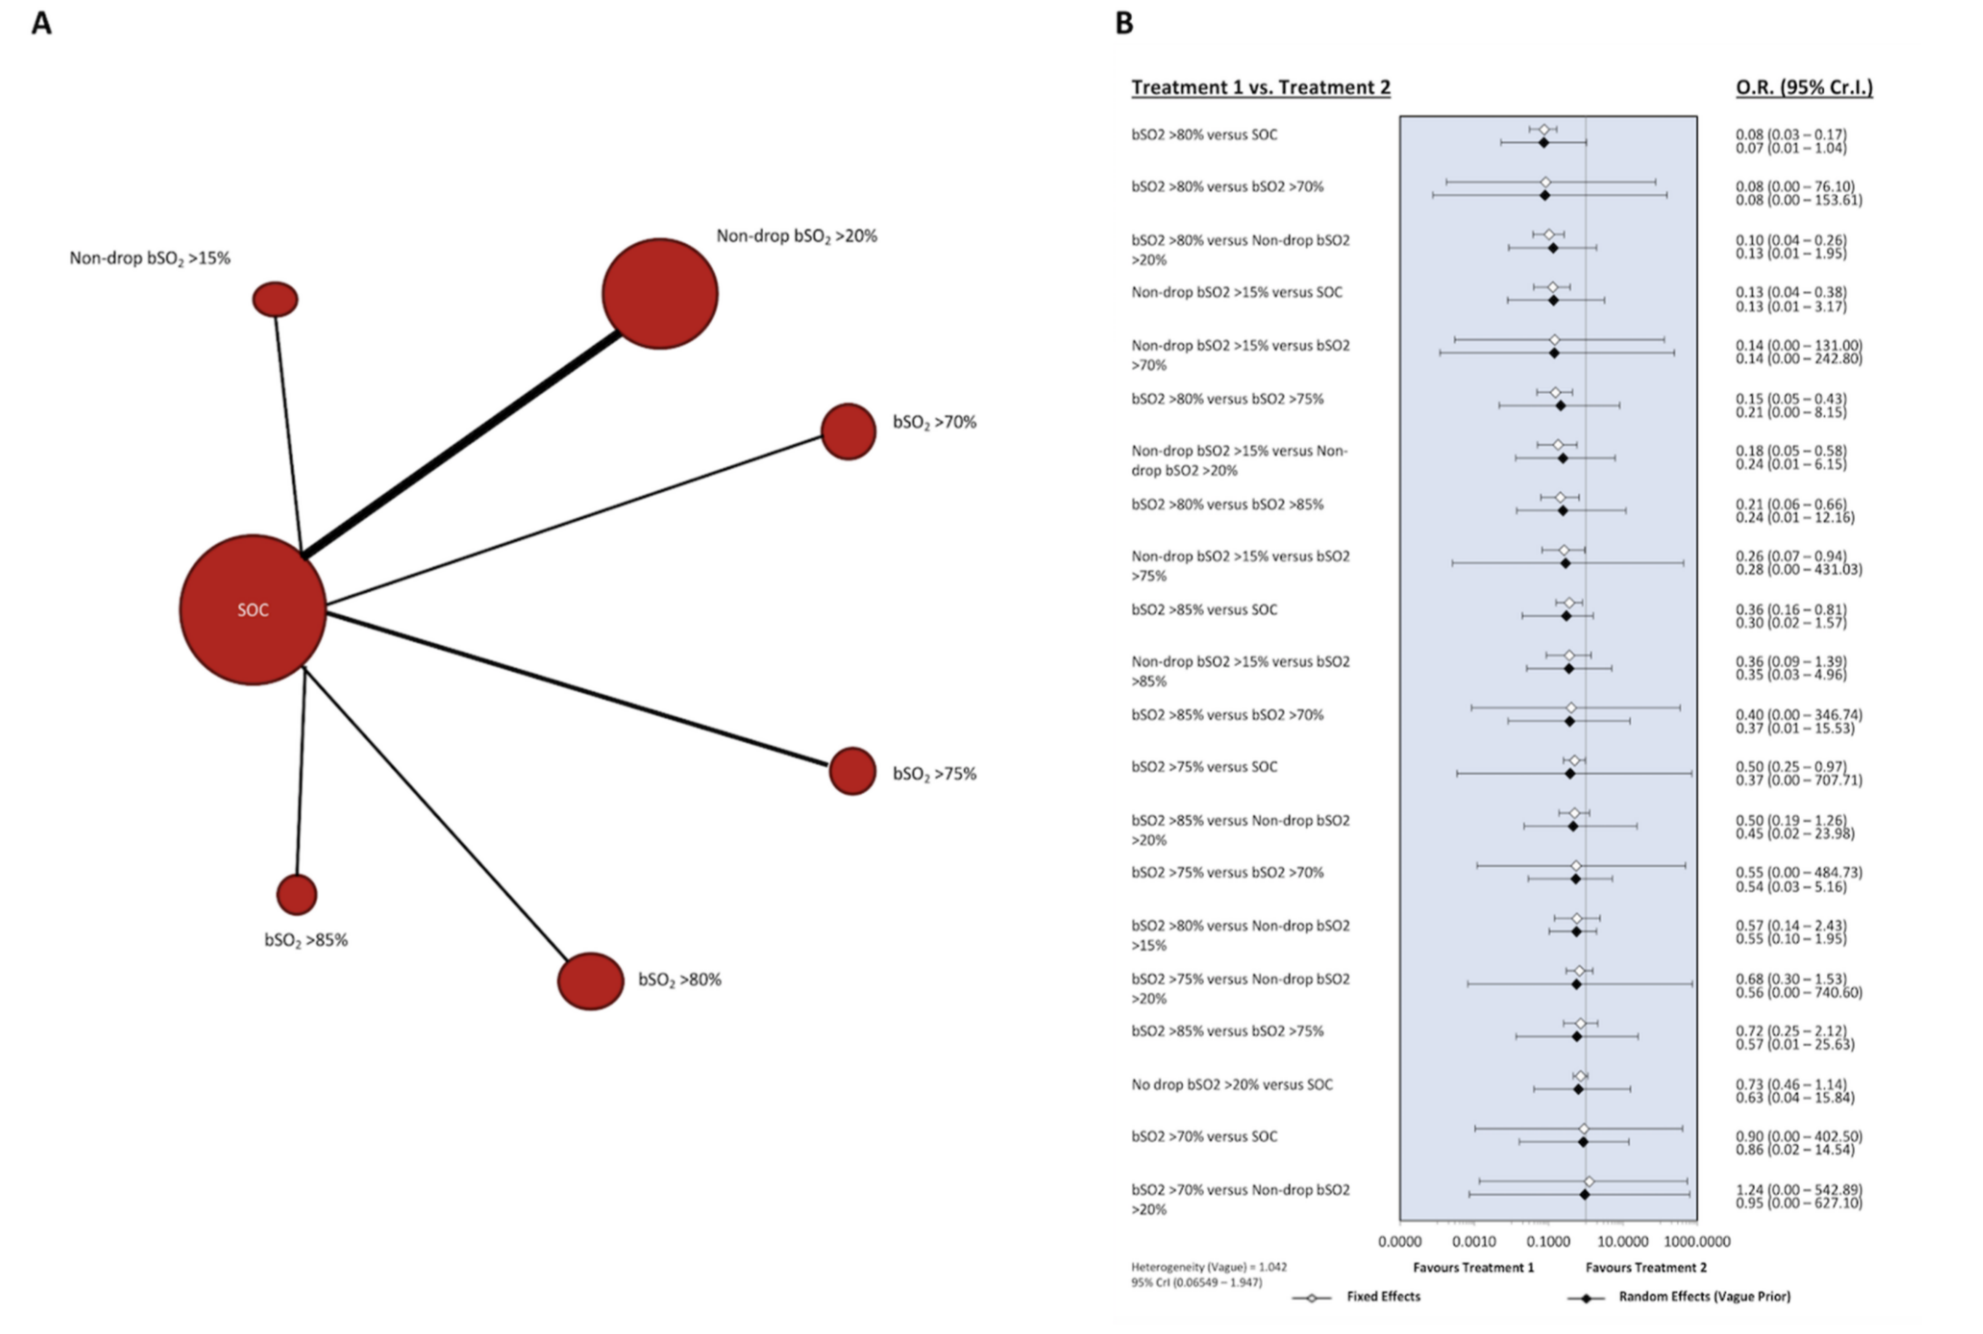 A
Non-drop bSO₂ >15%
Non-drop bSO₂ >20%
bSO₂ >70%
SOC
bSO₂ >75%
bSO₂ >85%
bSO₂ >80%
B
Treatment 1 vs. Treatment 2
O.R. (95% Cr.I.)
bSO2 >80% versus SOC
0.08 (0.03 – 0.17)
0.07 (0.01 – 1.04)
bSO2 >80% versus bSO2 >70%
0.08 (0.00 – 76.10)
0.08 (0.00 – 153.61)
bSO2 >80% versus Non-drop bSO2
>20%
0.10 (0.04 – 0.26)
0.13 (0.01 – 1.95)
Non-drop bSO2 >15% versus SOC
0.13 (0.04 – 0.38)
0.13 (0.01 – 3.17)
Non-drop bSO2 >15% versus bSO2
>70%
0.14 (0.00 – 131.00)
0.14 (0.00 – 242.80)
bSO2 >80% versus bSO2 >75%
0.15 (0.05 – 0.43)
0.21 (0.00 – 8.15)
Non-drop bSO2 >15% versus Non-
drop bSO2 >20%
0.18 (0.05 – 0.58)
0.24 (0.01 – 6.15)
bSO2 >80% versus bSO2 >85%
0.21 (0.06 – 0.66)
0.24 (0.01 – 12.16)
Non-drop bSO2 >15% versus bSO2
>75%
0.26 (0.07 – 0.94)
0.28 (0.00 – 431.03)
bSO2 >85% versus SOC
0.36 (0.16 – 0.81)
0.30 (0.02 – 1.57)
Non-drop bSO2 >15% versus bSO2
>85%
0.36 (0.09 – 1.39)
0.35 (0.03 – 4.96)
bSO2 >85% versus bSO2 >70%
0.40 (0.00 – 346.74)
0.37 (0.01 – 15.53)
bSO2 >75% versus SOC
0.50 (0.25 – 0.97)
0.37 (0.00 – 707.71)
bSO2 >85% versus Non-drop bSO2
>20%
0.50 (0.19 – 1.26)
0.45 (0.02 – 23.98)
bSO2 >75% versus bSO2 >70%
0.55 (0.00 – 484.73)
0.54 (0.03 – 5.16)
bSO2 >80% versus Non-drop bSO2
>15%
0.57 (0.14 – 2.43)
0.55 (0.10 – 1.95)
bSO2 >75% versus Non-drop bSO2
>20%
0.68 (0.30 – 1.53)
0.56 (0.00 – 740.60)
bSO2 >85% versus bSO2 >75%
0.72 (0.25 – 2.12)
0.57 (0.01 – 25.63)
No drop bSO2 >20% versus SOC
0.73 (0.46 – 1.14)
0.63 (0.04 – 15.84)
bSO2 >70% versus SOC
0.90 (0.00 – 402.50)
0.86 (0.02 – 14.54)
bSO2 >70% versus Non-drop bSO2
>20%
1.24 (0.00 – 542.89)
0.95 (0.00 – 627.10)
0.0000 0.0010 0.1000 10.0000 1000.0000
Favours Treatment 1 Favours Treatment 2
Heterogeneity (Vague) = 1.042
95% CrI (0.06549 – 1.947)
Fixed Effects Random Effects (Vague Prior)